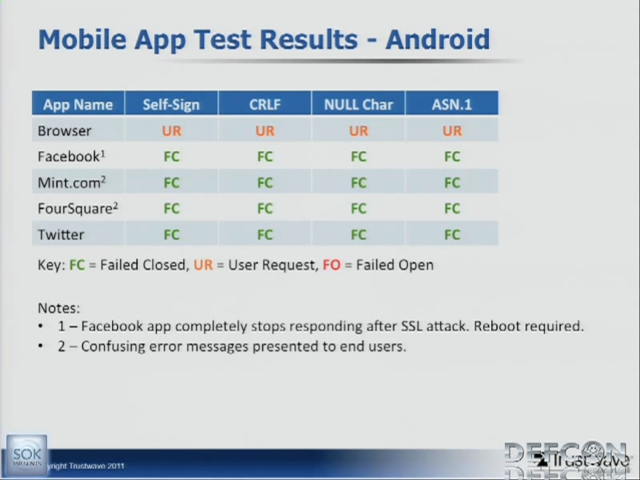 Mobile App Test Results - Android
App Name Self-Sign CRLF NULL Char ASN.1
Browser UR UR UR UR
Facebook1 FC FC FC FC
Mint.com2 FC FC FC FC
FourSquare2 FC FC FC FC
Twitter FC FC FC FC
Key: FC = Failed Closed, UR = User Request, FO = Failed Open
Notes:
• 1 – Facebook app completely stops responding after SSL attack. Reboot required.
• 2 – Confusing error messages presented to end users.
SOK
Trustwave 2011
DEFCON
Trustwave